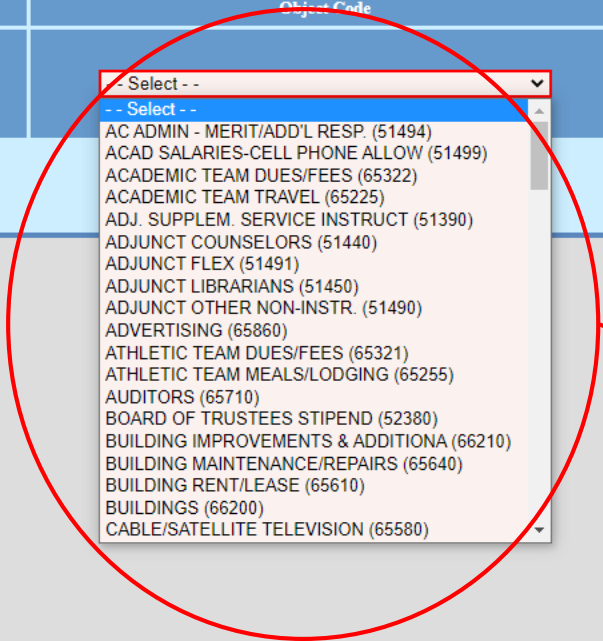 Object Code
- - Select - -
- - Select - -
AC ADMIN - MERIT/ADD'L RESP. (51494)
ACAD SALARIES-CELL PHONE ALLOW (51499)
ACADEMIC TEAM DUES/FEES (65322)
ACADEMIC TEAM TRAVEL (65225)
ADJ. SUPPLEM. SERVICE INSTRUCT (51390)
ADJUNCT COUNSELORS (51440)
ADJUNCT FLEX (51491)
ADJUNCT LIBRARIANS (51450)
ADJUNCT OTHER NON-INSTR. (51490)
ADVERTISING (65860)
ATHLETIC TEAM DUES/FEES (65321)
ATHLETIC TEAM MEALS/LODGING (65255)
AUDITORS (65710)
BOARD OF TRUSTEES STIPEND (52380)
BUILDING IMPROVEMENTS & ADDITIONA (66210)
BUILDING MAINTENANCE/REPAIRS (65640)
BUILDING RENT/LEASE (65610)
BUILDINGS (66200)
CABLE/SATELLITE TELEVISION (65580)